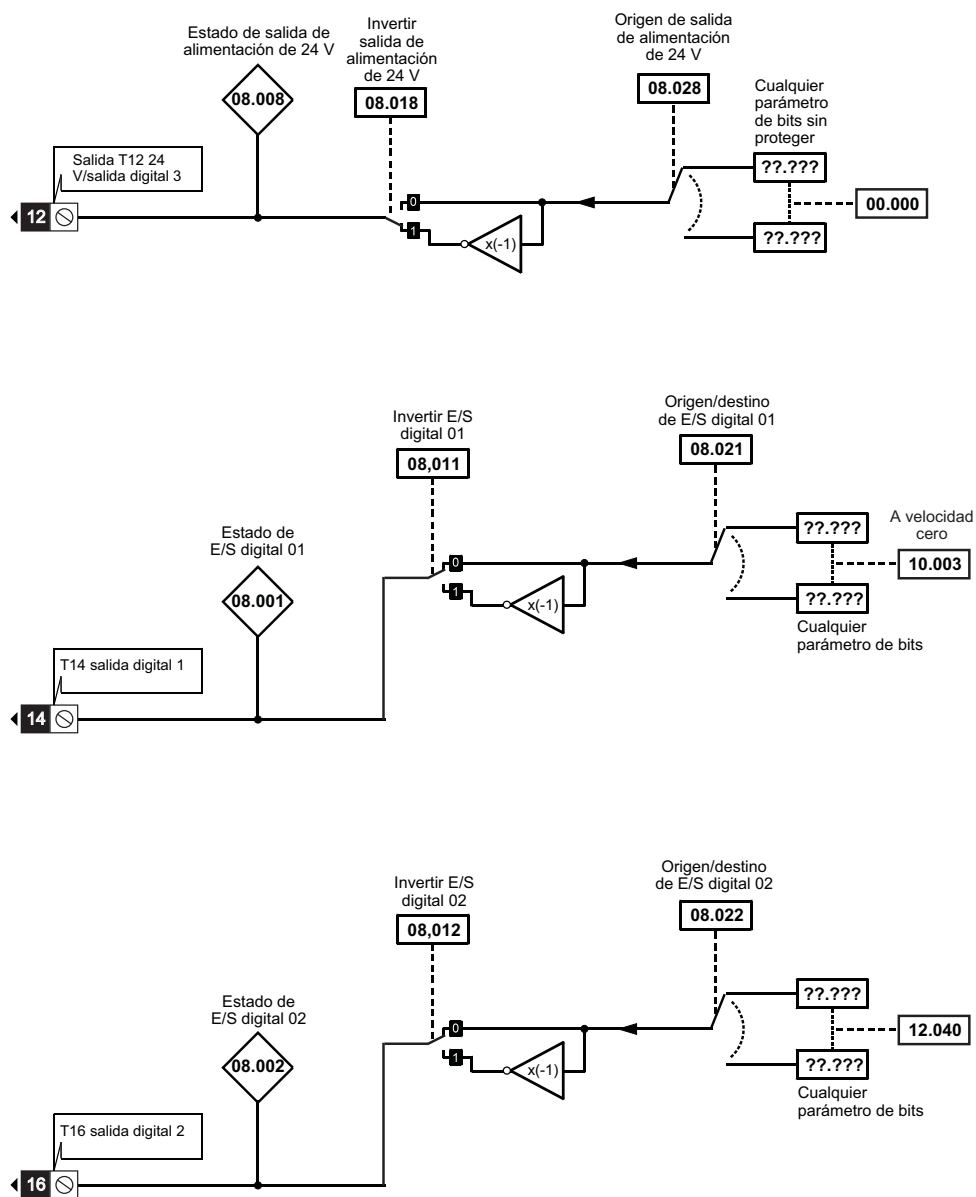 Estado de salida de
alimentación de 24 V
08.008
Invertir
salida de
alimentación
de 24 V
08.018
Origen de salida
de alimentación
de 24 V
08.028
Cualquier
parámetro
de bits sin
proteger
??.???
00.000
??.???
Salida T12 24
V/salida digital 3
12
0
1
x(-1)
Invertir E/S
digital 01
08,011
Origen/destino
de E/S digital 01
08.021
??.???
A velocidad
cero
10.003
??.???
Cualquier
parámetro de bits
Estado de
E/S digital 01
08.001
0
1
x(-1)
T14 salida digital 1
14
Invertir E/S
digital 02
08,012
Origen/destino
de E/S digital 02
08.022
??.???
12.040
??.???
Cualquier
parámetro de bits
Estado de
E/S digital 02
08.002
0
1
x(-1)
T16 salida digital 2
16